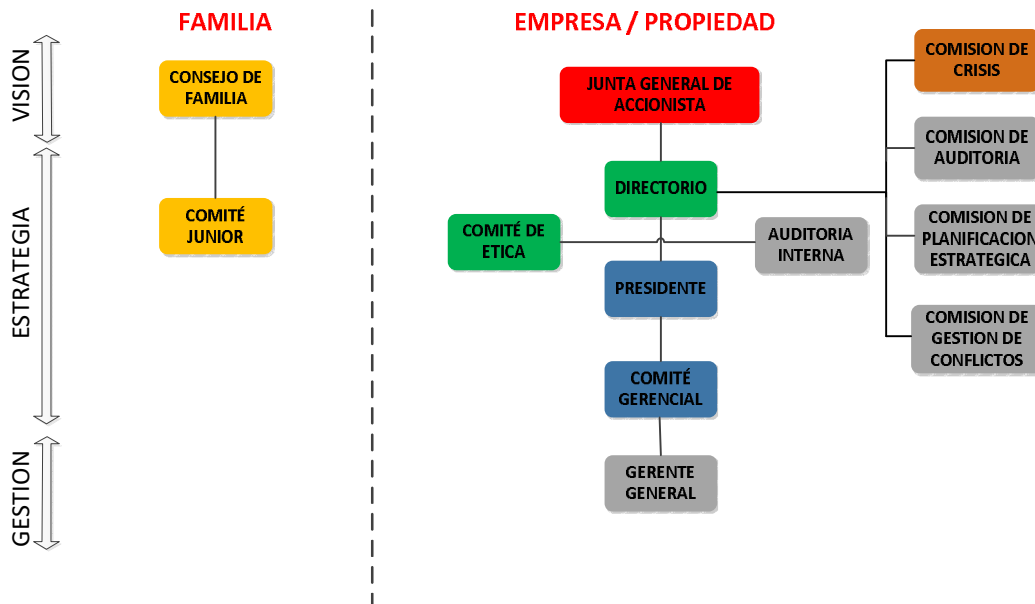 FAMILIA
EMPRESA / PROPIEDAD
VISION
ESTRATEGIA
GESTION
CONSEJO DE
FAMILIA
COMITÉ
JUNIOR
JUNTA GENERAL DE
ACCIONISTA
DIRECTORIO
COMITÉ DE
ETICA
AUDITORIA
INTERNA
PRESIDENTE
COMITÉ
GERENCIAL
GERENTE
GENERAL
COMISION DE
CRISIS
COMISION DE
AUDITORIA
COMISION DE
PLANIFICACION
ESTRATEGICA
COMISION DE
GESTION DE
CONFLICTOS